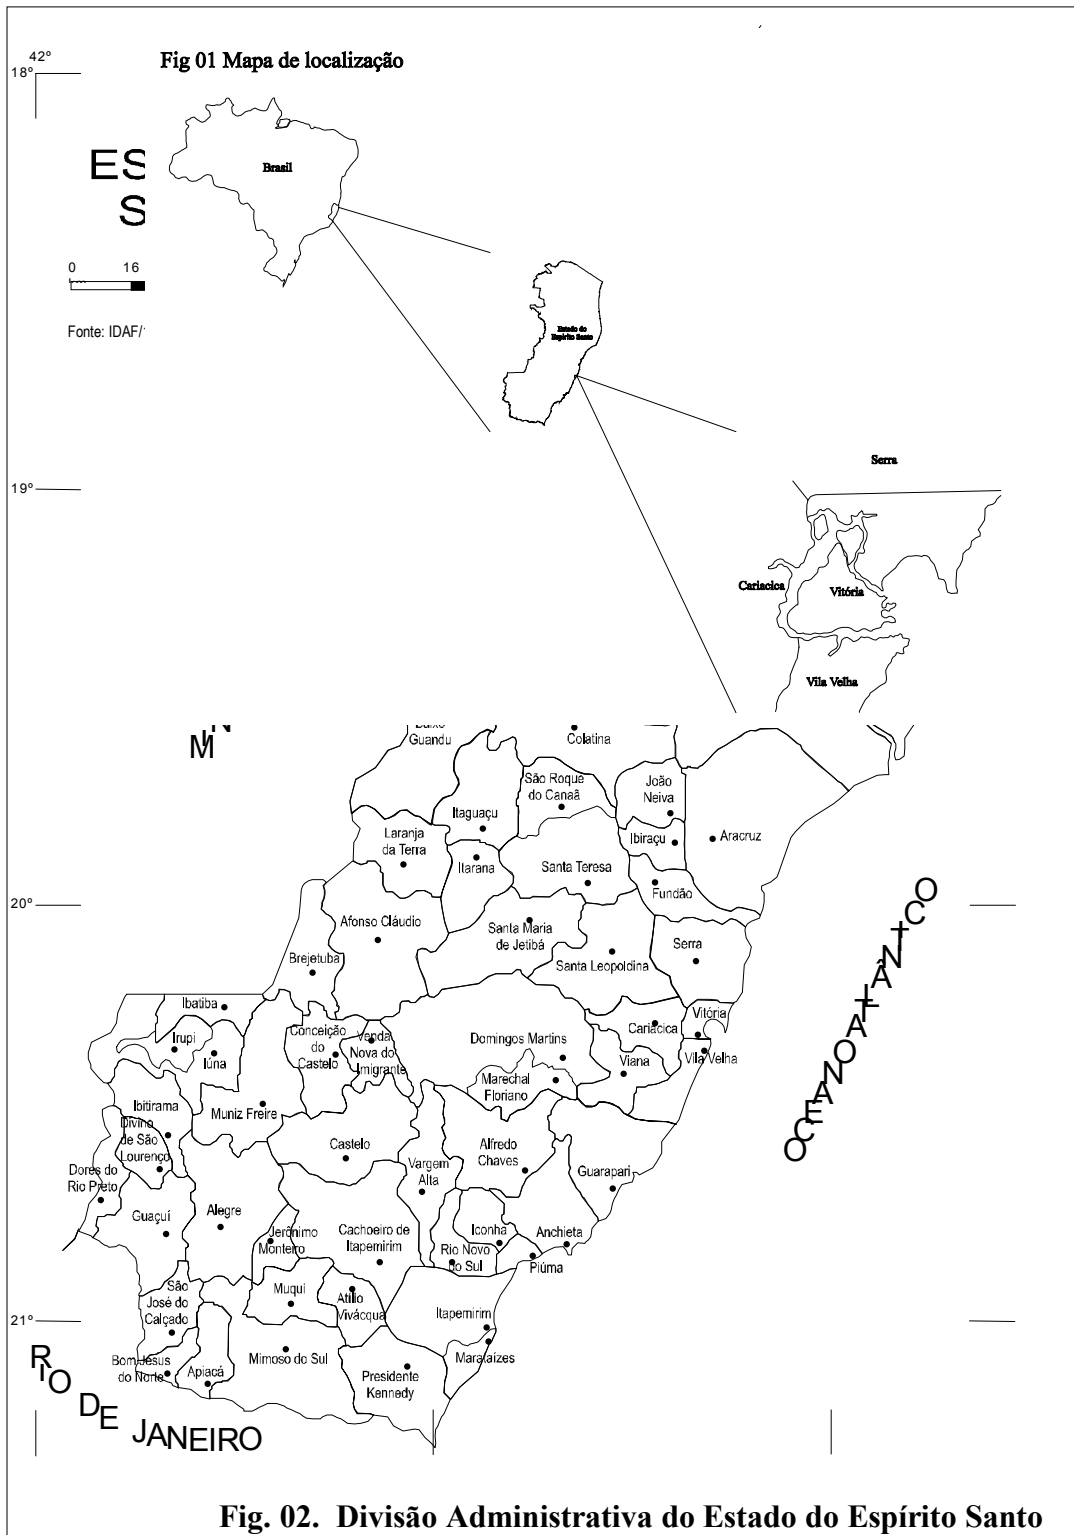 Fig 01 Mapa de localização
42°
18°
Brasil
ES
S
0 16
Fonte: IDAF/
Estado do
Espírito Santo
19°
Serra
Cariacica
Vitória
Vila Velha
M
Guandu
Colatina
São Roque
do Canaã
João
Neiva
Itaguaçu
Laranja
da Terra
Ibiraçu
Aracruz
Itarana
Santa Teresa
Fundão
20°
Afonso Cláudio
Santa Maria
de Jetibá
Serra
Brejetuba
Santa Leopoldina
Ibatiba
Vitória
Irupi
Iúna
Conceição
do
Castelo
Venda
Nova do
Imigrante
Domingos Martins
Cariacica
Viana
Vila Velha
Marechal
Floriano
OCEANO ATLÂNTICO
Ibitirama
Muniz Freire
Divino
de São
Lourenço
Castelo
Alfredo
Chaves
Vargem
Alta
Guarapari
Dores do
Rio Preto
Guaçuí
Alegre
Jerônimo
Monteiro
Cachoeiro de
Itapemirim
Iconha
Anchieta
Rio Novo
do Sul
Piúma
São
José do
Calçado
Muqui
Atílio
Vivácqua
Itapemirim
21°
Marataízes
Bom Jesus
do Norte
Apiacá
Mimoso do Sul
Presidente
Kennedy
RIO DE JANEIRO
Fig. 02. Divisão Administrativa do Estado do Espírito Santo